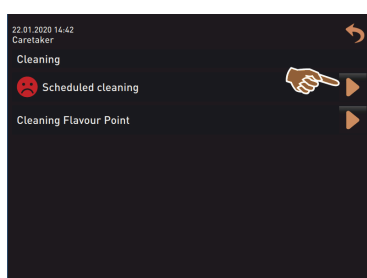 22.01.2020 14:42
Caretaker
Cleaning
Scheduled cleaning
Cleaning Flavour Point